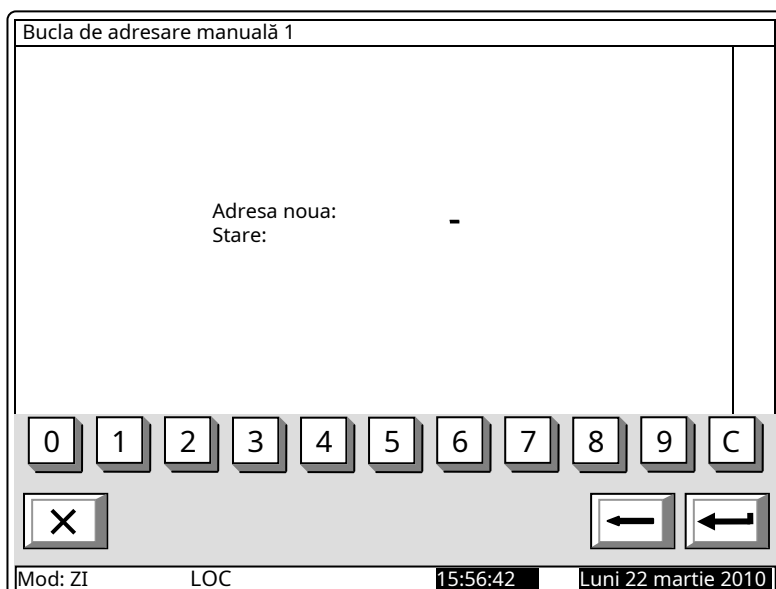 Bucla de adresare manuală 1
Adresa noua: -
Stare:
0 1 2 3 4 5 6 7 8 9 C
Mod: ZI LOC 15:56:42 Luni 22 martie 2010